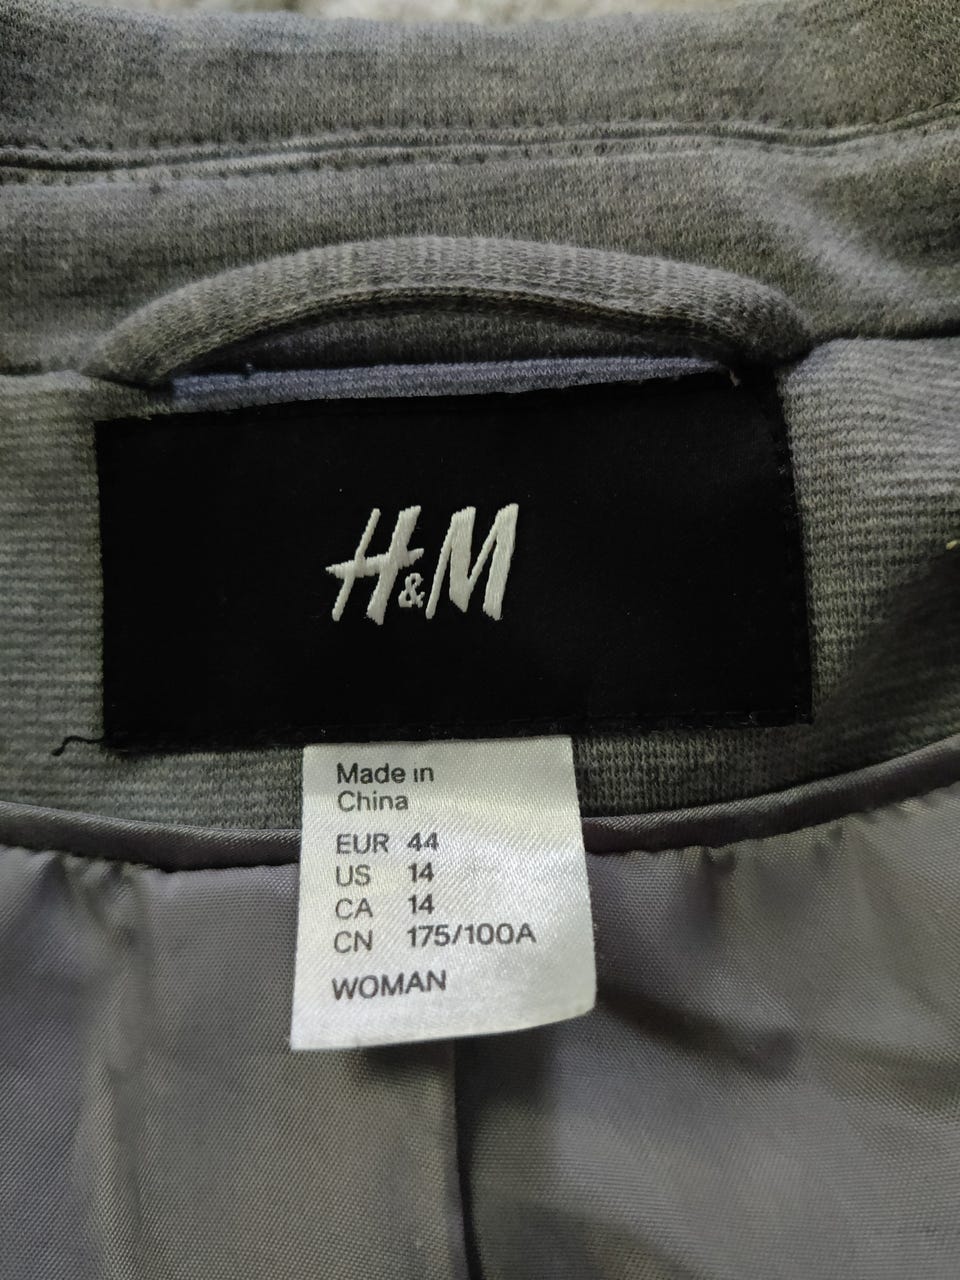 H&M
Made in
China
EUR 44
US 14
CA 14
CN 175/100A
WOMAN